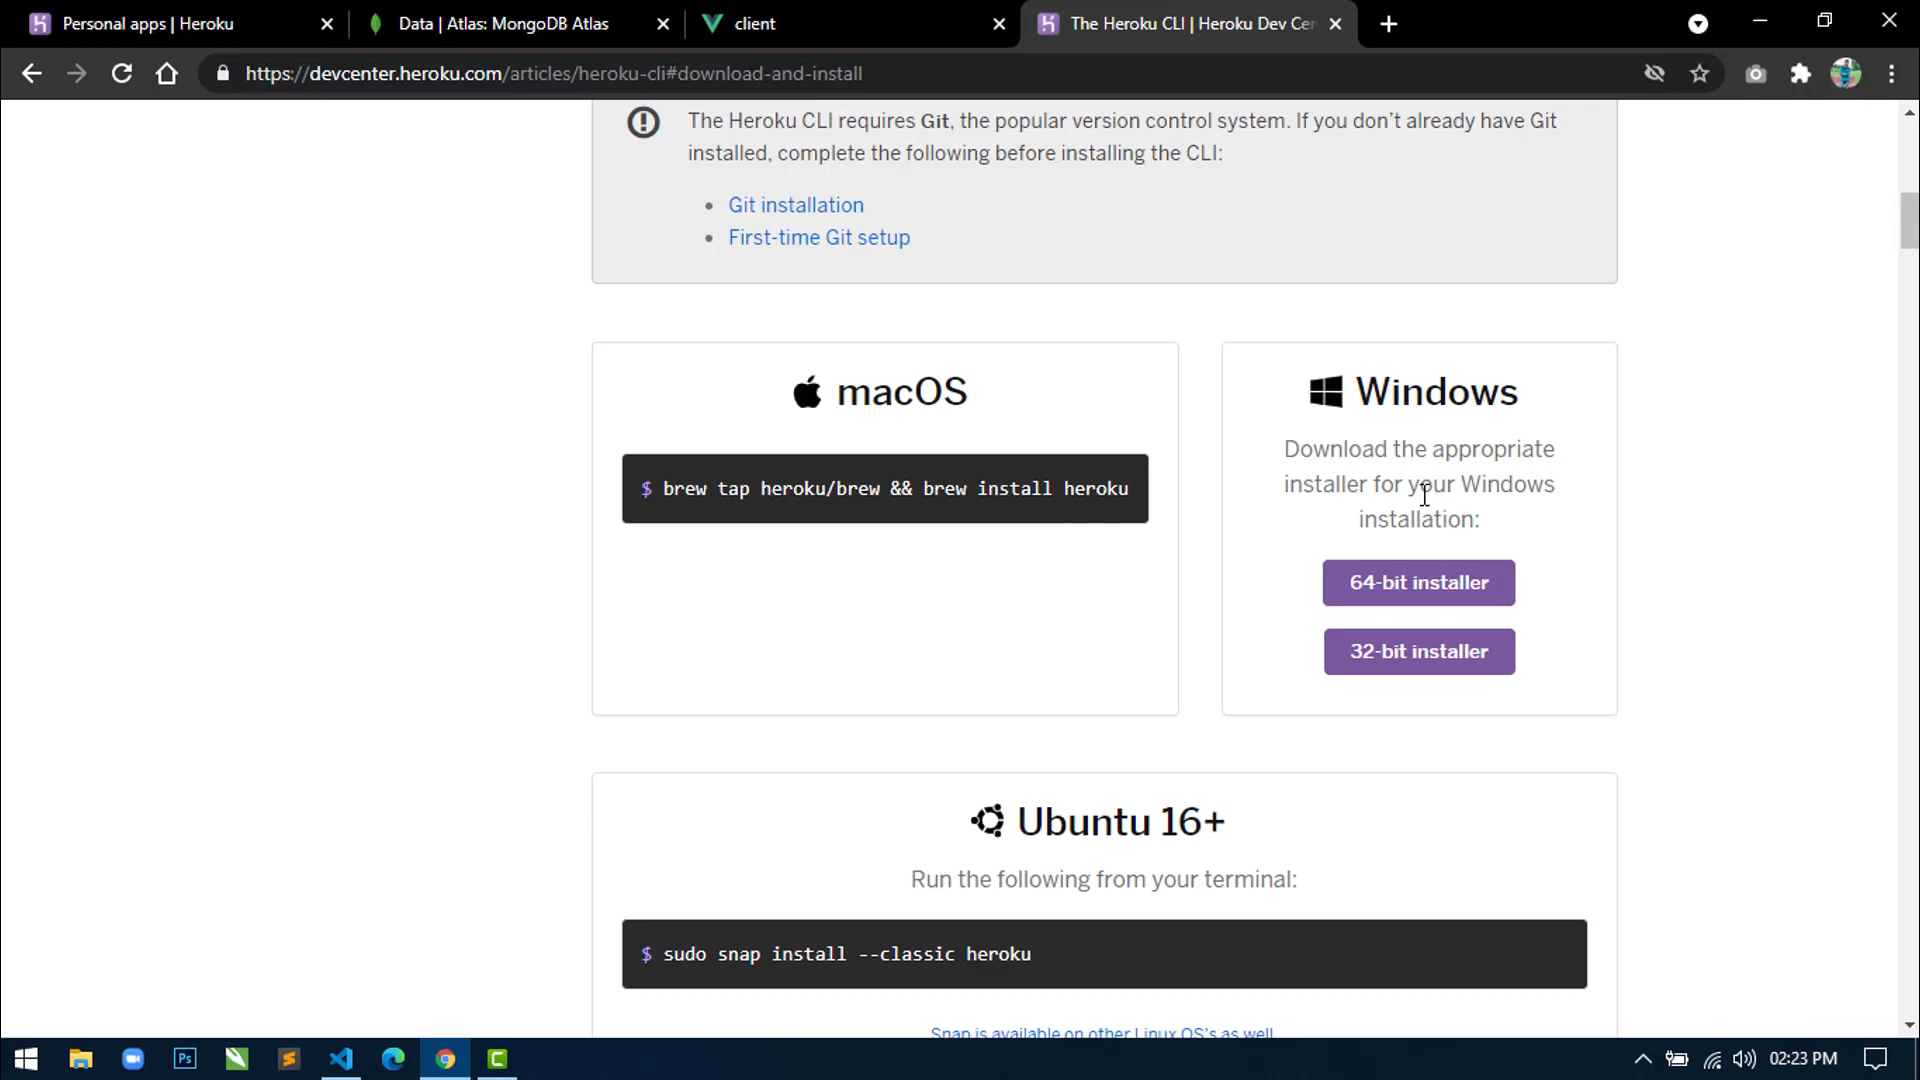 Personal apps | Heroku
Data | Atlas: MongoDB Atlas
client
The Heroku CLI | Heroku Dev Cen
https://devcenter.heroku.com/articles/heroku-cli#download-and-install
The Heroku CLI requires Git, the popular version control system. If you don’t already have Git
installed, complete the following before installing the CLI:
Git installation
First-time Git setup
macOS
$ brew tap heroku/brew && brew install heroku
Windows
Download the appropriate
installer for your Windows
installation:
64-bit installer
32-bit installer
Ubuntu 16+
Run the following from your terminal:
$ sudo snap install --classic heroku
Snap is available on other Linux OS's as well
Ps
02:23 PM